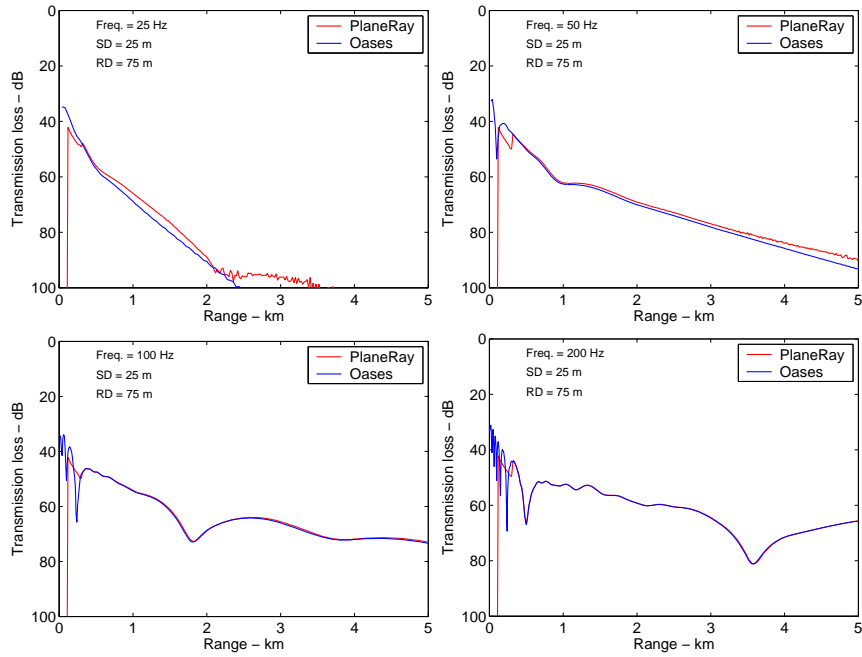 Freq. = 25 Hz
SD = 25 m
RD = 75 m
PlaneRay
Oases
Transmission loss – dB
0
20
40
60
80
100
0 1 2 3 4 5
Range – km
Freq. = 50 Hz
SD = 25 m
RD = 75 m
PlaneRay
Oases
Transmission loss – dB
0
20
40
60
80
100
0 1 2 3 4 5
Range – km
Freq. = 100 Hz
SD = 25 m
RD = 75 m
PlaneRay
Oases
Transmission loss – dB
0
20
40
60
80
100
0 1 2 3 4 5
Range – km
Freq. = 200 Hz
SD = 25 m
RD = 75 m
PlaneRay
Oases
Transmission loss – dB
0
20
40
60
80
100
0 1 2 3 4 5
Range – km